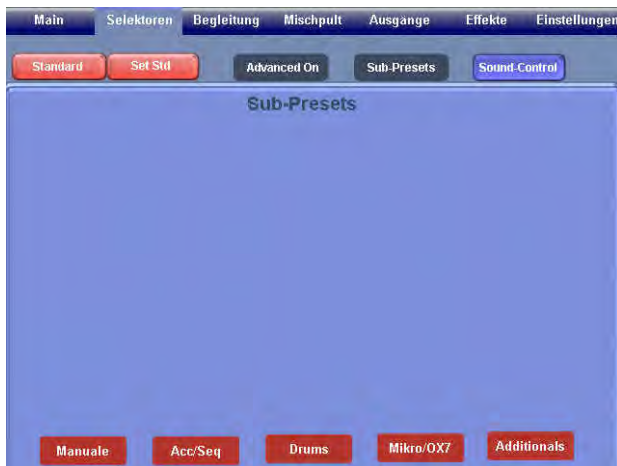 Main Selektoren Begleitung Mischpult Ausgänge Effekte Einstellungen
Standard Set Std Advanced On Sub-Presets Sound-Control
Sub-Presets
Manuale Acc/Seq Drums Mikro/OX7 Additionals